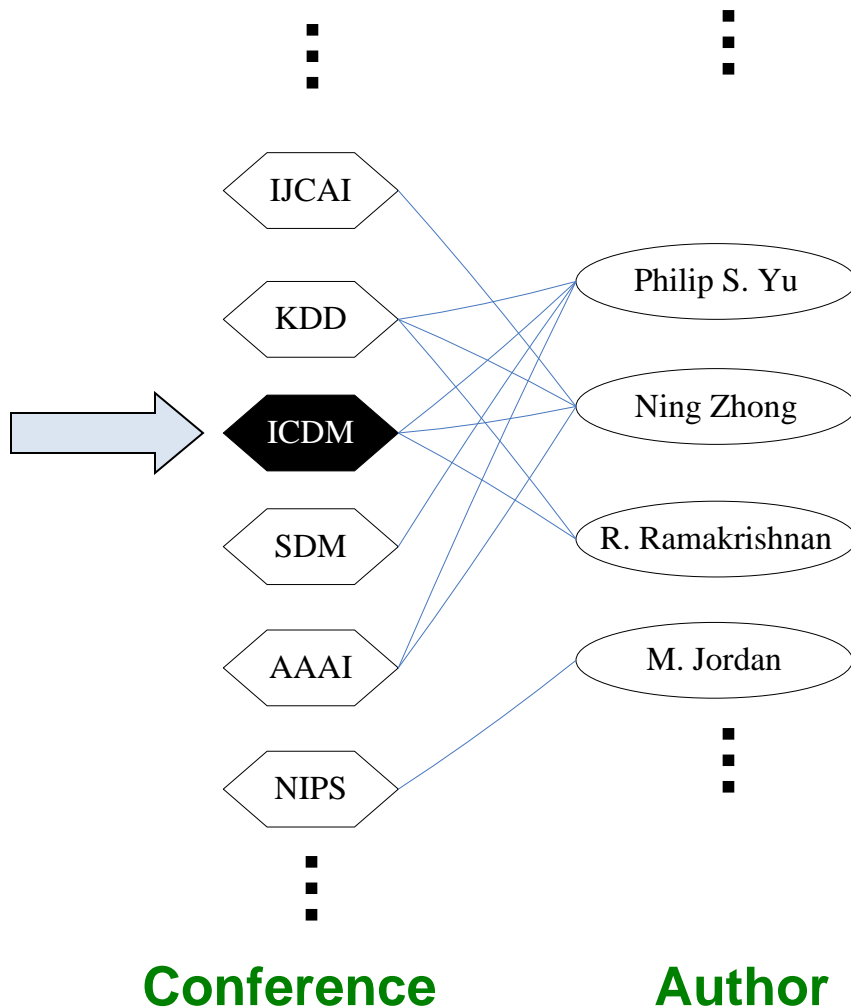 IJCAI
KDD
ICDM
SDM
AAAI
NIPS
Philip S. Yu
Ning Zhong
R. Ramakrishnan
M. Jordan
Conference
Author